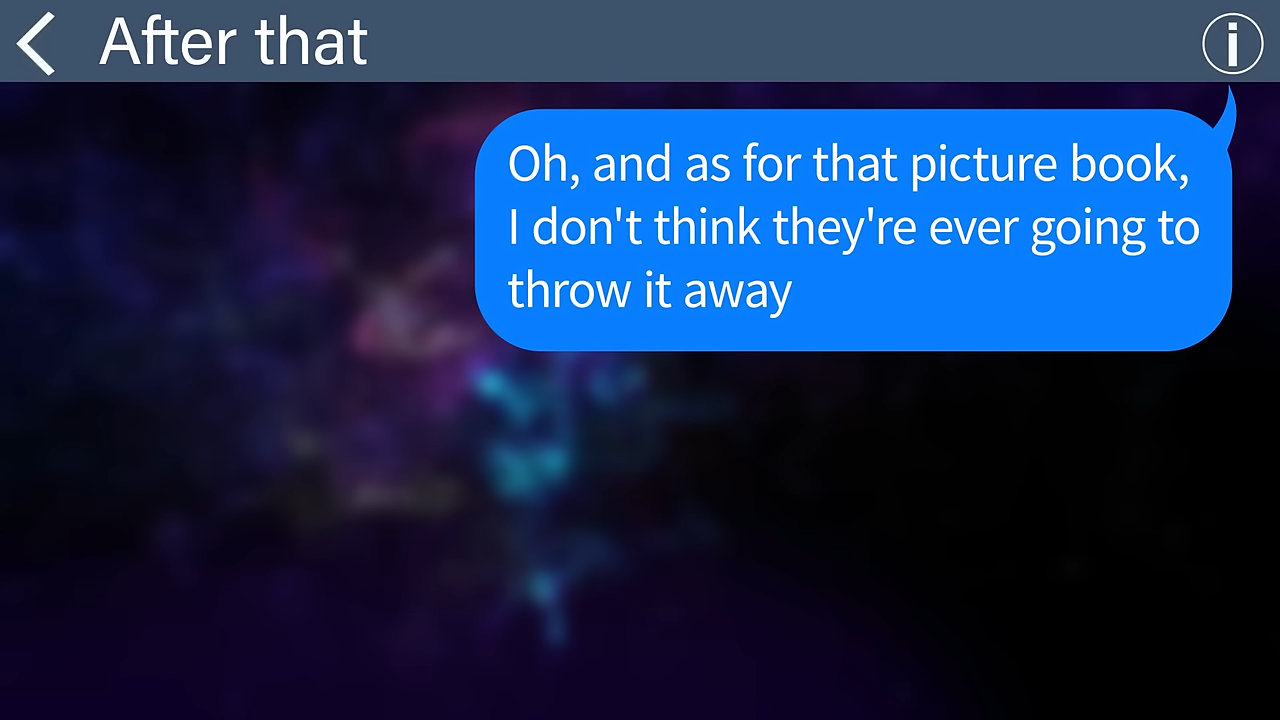 After that
Oh, and as for that picture book,
I don't think they're ever going to
throw it away